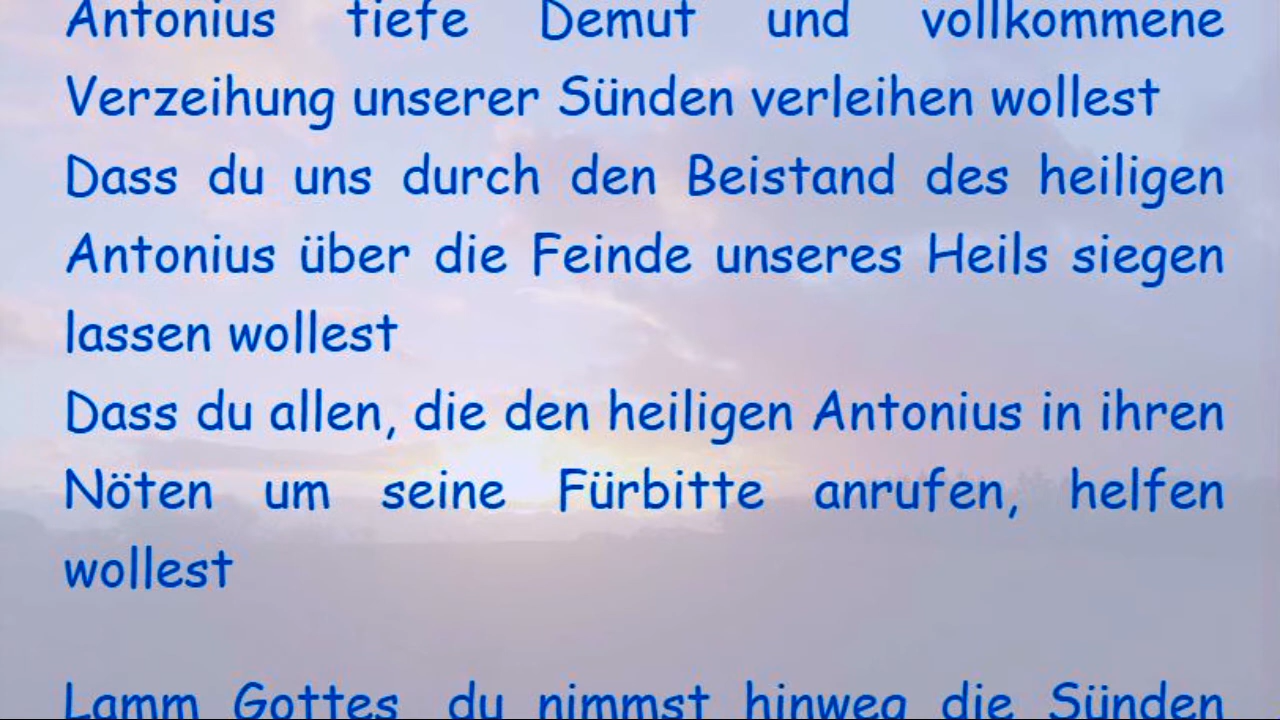 Antonius tiefe Demut und vollkommene
Verzeihung unserer Sünden verleihen wollest
Dass du uns durch den Beistand des heiligen
Antonius über die Feinde unseres Heils siegen
lassen wollest
Dass du allen, die den heiligen Antonius in ihren
Nöten um seine Fürbitte anrufen, helfen
wollest
Lamm Gottes du nimmst hinweg die Sünden